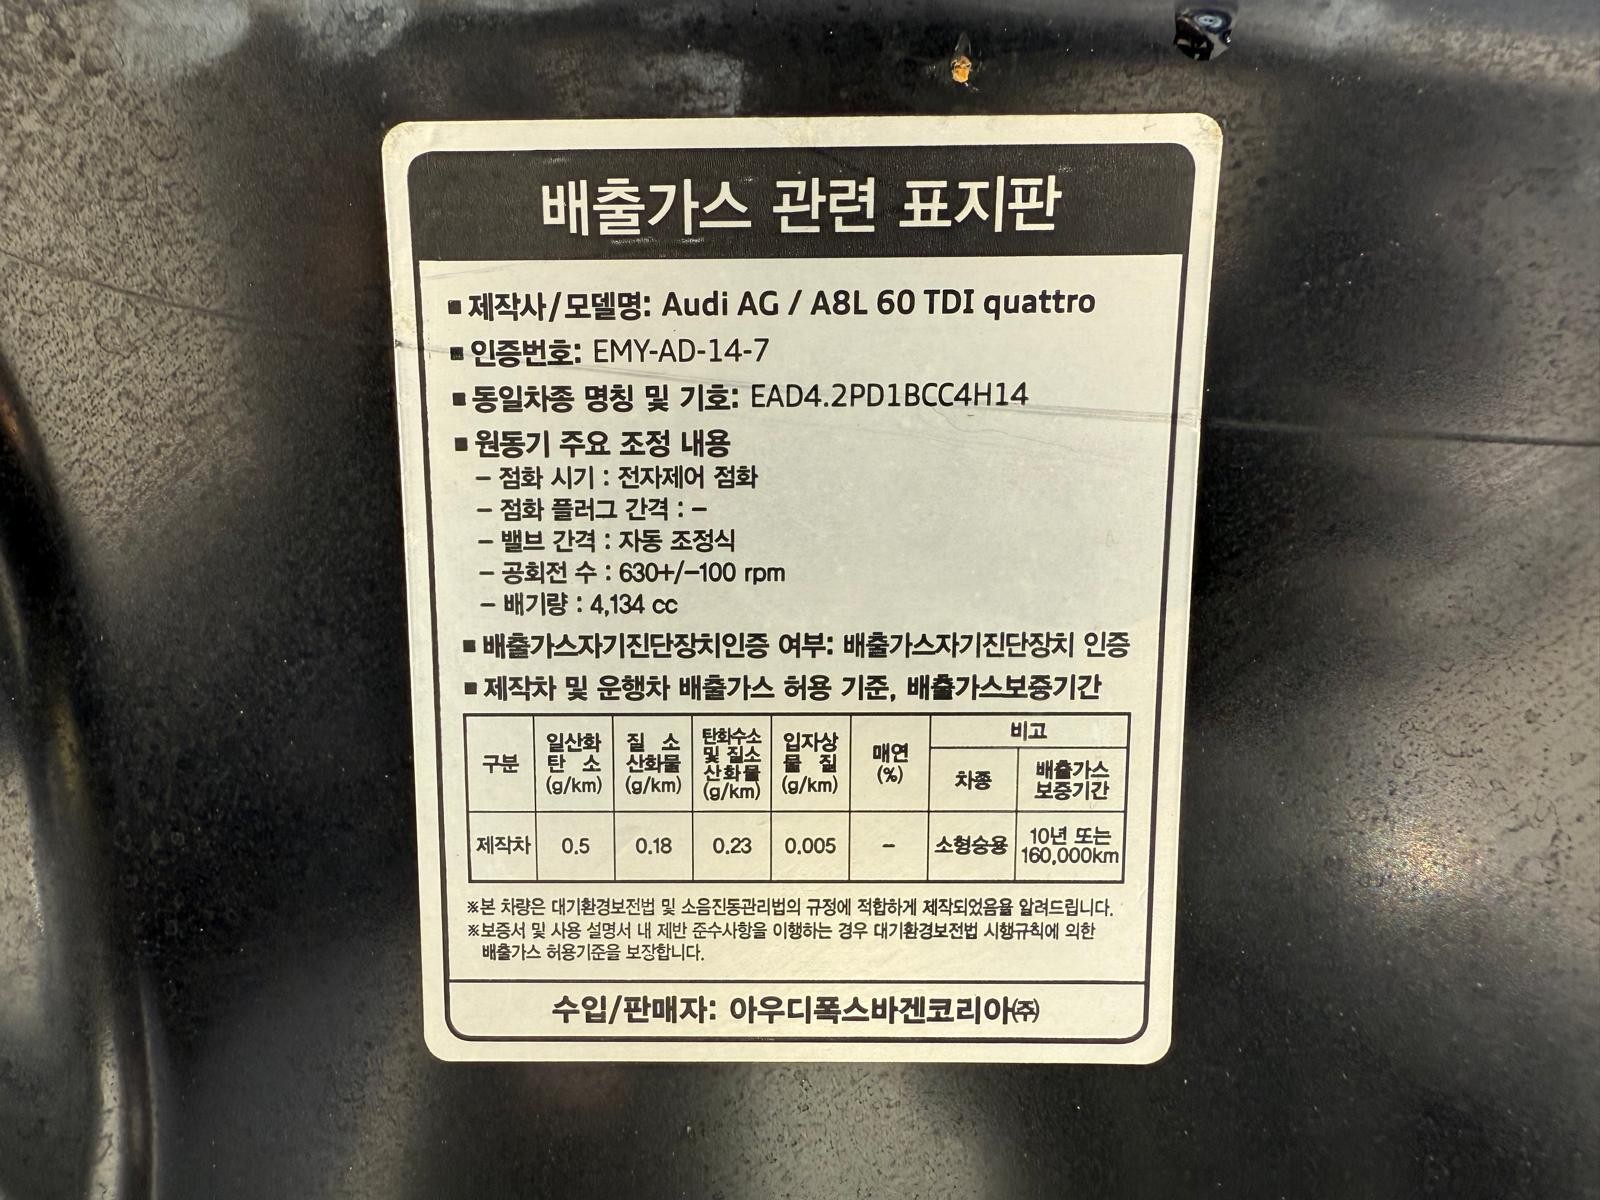 배출가스 관련 표지판
■ 제작사/모델명: Audi AG / A8L 60 TDI quattro
■ 인증번호: EMY-AD-14-7
■ 동일차종 명칭 및 기호: EAD4.2PD1BCC4H14
■ 원동기 주요 조정 내용
– 점화 시기 : 전자제어 점화
– 점화 플러그 간격 : –
– 밸브 간격 : 자동 조정식
– 공회전 수 : 630+/–100 rpm
– 배기량 : 4,134 cc
■ 배출가스자기진단장치인증 여부: 배출가스자기진단장치 인증
■ 제작차 및 운행차 배출가스 허용 기준, 배출가스보증기간
구분
일산화
탄 소
(g/km)
질 소
산화물
(g/km)
탄화수소
및 질소
산화물
(g/km)
입자상
물 질
(g/km)
매연
(%)
비고
차종
배출가스
보증기간
제작차
0.5
0.18
0.23
0.005
–
소형승용
10년 또는
160,000km
※본 차량은 대기환경보전법 및 소음진동관리법의 규정에 적합하게 제작되었음을 알려드립니다.
※보증서 및 사용 설명서 내 제반 준수사항을 이행하는 경우 대기환경보전법 시행규칙에 의한
배출가스 허용기준을 보장합니다.
수입/판매자: 아우디폭스바겐코리아㈜